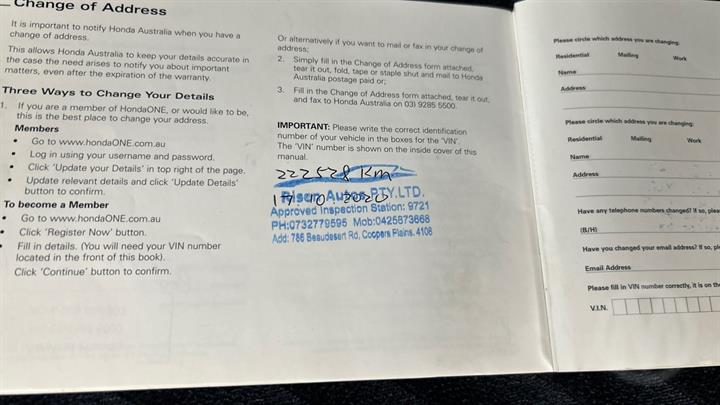 Change of Address
It is important to notify Honda Australia when you have a
change of address.
This allows Honda Australia to keep your details accurate in
the case the need arises to notify you about important
matters, even after the expiration of the warranty.
Three Ways to Change Your Details
1. If you are a member of HondaONE, or would like to be,
this is the best place to change your address.
Members
• Go to www.hondaONE.com.au
• Log in using your username and password.
• Click 'Update your Details' in top right of the page.
• Update relevant details and click 'Update Details'
button to confirm.
To become a Member
• Go to www.hondaONE.com.au
• Click 'Register Now' button.
• Fill in details. (You will need your VIN number
located in the front of this book).
Click 'Continue' button to confirm.
Or alternatively if you want to mail or fax in your change of
address;
2. Simply fill in the Change of Address form attached,
tear it out, fold, tape or staple shut and mail to Honda
Australia postage paid or;
3. Fill in the Change of Address form attached, tear it out,
and fax to Honda Australia on 03) 9285 5500.
IMPORTANT: Please write the correct identification
number of your vehicle in the boxes for the 'VIN'.
The 'VIN' number is shown on the inside cover of this
manual.
222528 Km
Risen Autos PTY.LTD.
Approved Inspection Station: 9721
PH:0732779595 Mob:0425873668
Add: 786 Beaudesert Rd, Coopers Plains. 4108
Please circle which address you are changing:
Residential Mailing Work
Name
Address
Please circle which address you are changing:
Residential Mailing Work
Name
Address
Have any telephone numbers changed? If so, pleas
(B/H)
Have you changed your email address? If so, ple
Email Address
Please fill in VIN number correctly, it is on the
V.I.N.